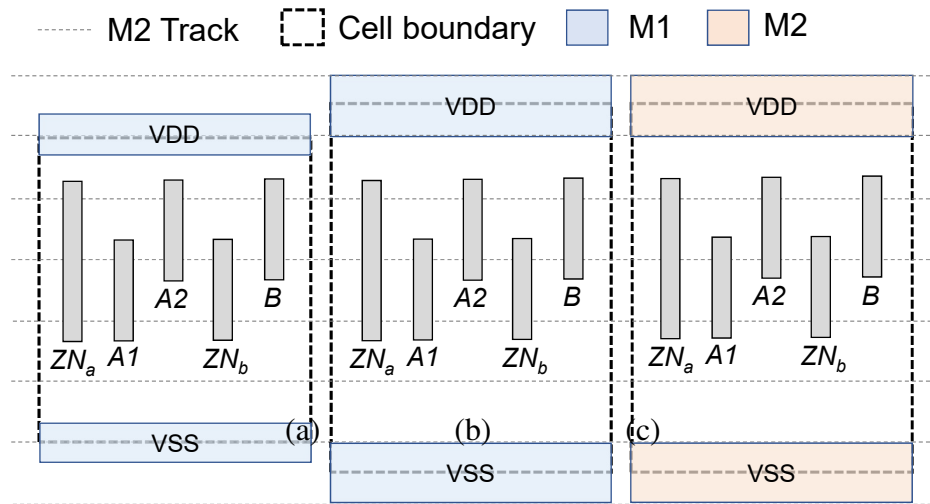 M2 Track Cell boundary M1 M2
VDD VDD VDD
A2 B A2 B A2 B
ZNa A1 ZNb ZNa A1 ZNb ZNa A1 ZNb
(a) (b) (c)
VSS VSS VSS